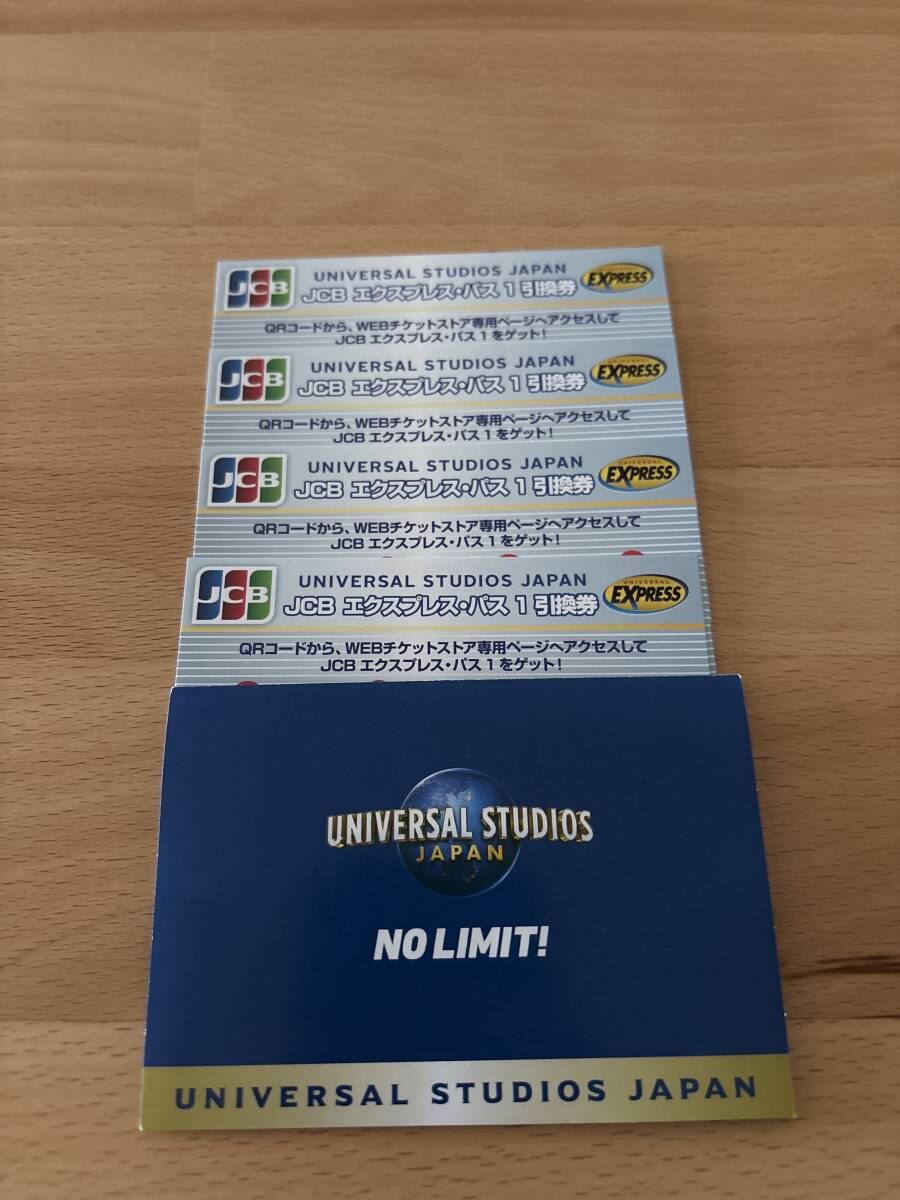 JCB
UNIVERSAL STUDIOS JAPAN
JCB エクスプレス・パス 1 引換券
UNIVERSAL
EXPRESS
QRコードから、WEBチケットストア専用ページへアクセスして
JCB エクスプレス・パス 1 をゲット!
JCB
UNIVERSAL STUDIOS JAPAN
JCB エクスプレス・パス 1 引換券
UNIVERSAL
EXPRESS
QRコードから、WEBチケットストア専用ページへアクセスして
JCB エクスプレス・パス 1 をゲット!
JCB
UNIVERSAL STUDIOS JAPAN
JCB エクスプレス・パス 1 引換券
UNIVERSAL
EXPRESS
QRコードから、WEBチケットストア専用ページへアクセスして
JCB エクスプレス・パス 1 をゲット!
JCB
UNIVERSAL STUDIOS JAPAN
JCB エクスプレス・パス 1 引換券
UNIVERSAL
EXPRESS
QRコードから、WEBチケットストア専用ページへアクセスして
JCB エクスプレス・パス 1 をゲット!
UNIVERSAL STUDIOS
JAPAN
NO LIMIT!
UNIVERSAL STUDIOS JAPAN